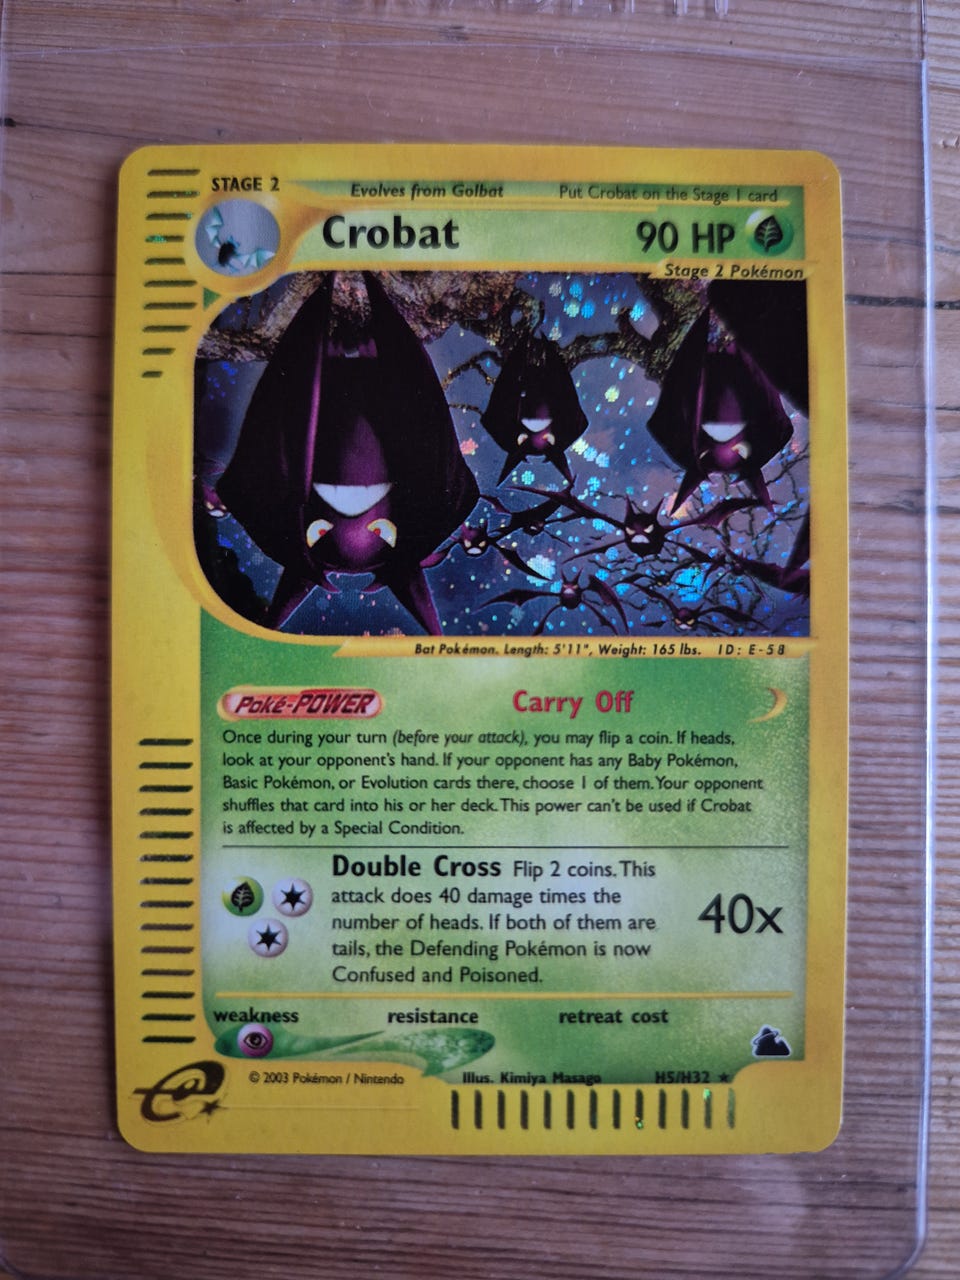 STAGE 2
Evolves from Golbat
Put Crobat on the Stage 1 card
Crobat
90 HP
Stage 2 Pokémon
Bat Pokémon. Length: 5'11", Weight: 165 lbs. ID: E-58
Poké-POWER
Carry Off
Once during your turn (before your attack), you may flip a coin. If heads,
look at your opponent's hand. If your opponent has any Baby Pokémon,
Basic Pokémon, or Evolution cards there, choose 1 of them. Your opponent
shuffles that card into his or her deck. This power can't be used if Crobat
is affected by a Special Condition.
Double Cross Flip 2 coins. This
attack does 40 damage times the
number of heads. If both of them are
tails, the Defending Pokémon is now
Confused and Poisoned.
40x
weakness
resistance
retreat cost
e
© 2003 Pokémon / Nintendo
Illus. Kimiya Masago
H5/H32 ★